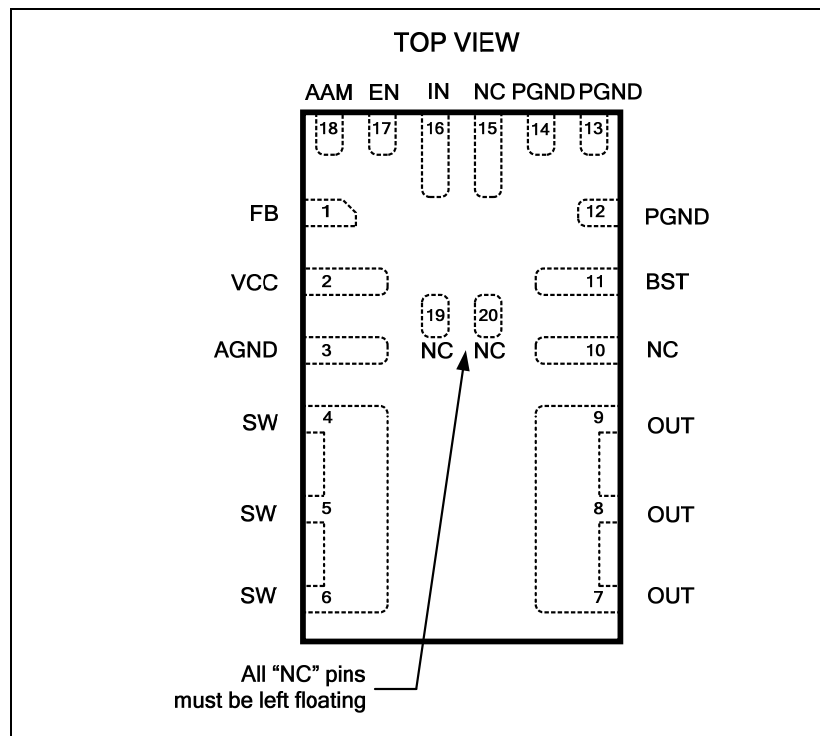 TOP VIEW
AAM EN IN NC PGND PGND
18 17 16 15 14 13
FB 1 12 PGND
VCC 2 11 BST
19 20
AGND 3 NC NC 10 NC
SW 4 9 OUT
SW 5 8 OUT
SW 6 7 OUT
All “NC” pins
must be left floating